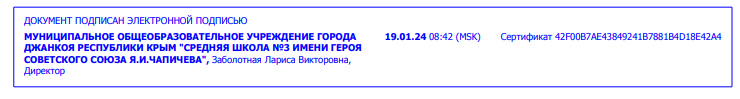 ДОКУМЕНТ ПОДПИСАН ЭЛЕКТРОННОЙ ПОДПИСЬЮ
МУНИЦИПАЛЬНОЕ ОБЩЕОБРАЗОВАТЕЛЬНОЕ УЧРЕЖДЕНИЕ ГОРОДА 19.01.24 08:42 (MSK) Сертификат 42F00B7AE43849241B7881B4D18E42A4
ДЖАНКОЯ РЕСПУБЛИКИ КРЫМ "СРЕДНЯЯ ШКОЛА №3 ИМЕНИ ГЕРОЯ
СОВЕТСКОГО СОЮЗА Я.И.ЧАПИЧЕВА", Заболотная Лариса Викторовна,
Директор